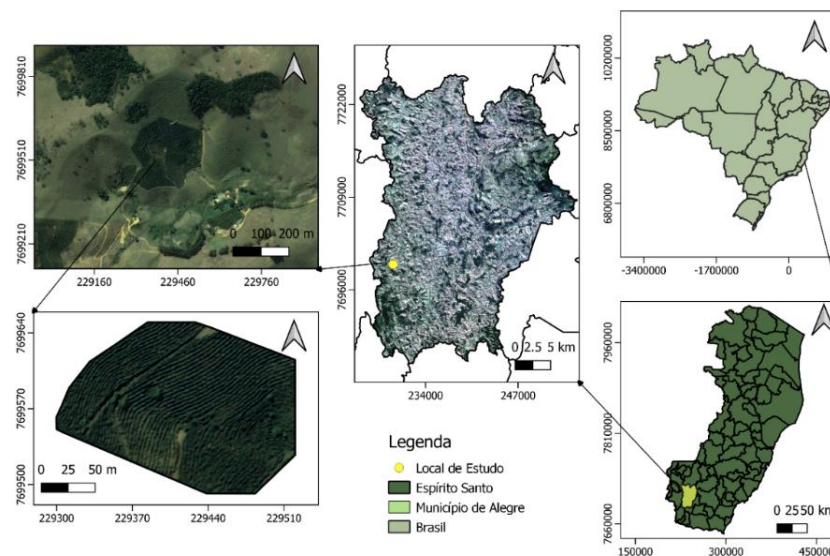 7699810
7699510
7699210
0 100 200 m
229160 229460 229760
7722000
7709000
7696000
0 2.5 5 km
234000 247000
10200000
8500000
6800000
-3400000 -1700000 0
7699640
7699570
7699500
0 25 50 m
229300 229370 229440 229510
Legenda
Local de Estudo
Espírito Santo
Município de Alegre
Brasil
7960000
7810000
7660000
0 2550 km
150000 300000 45000